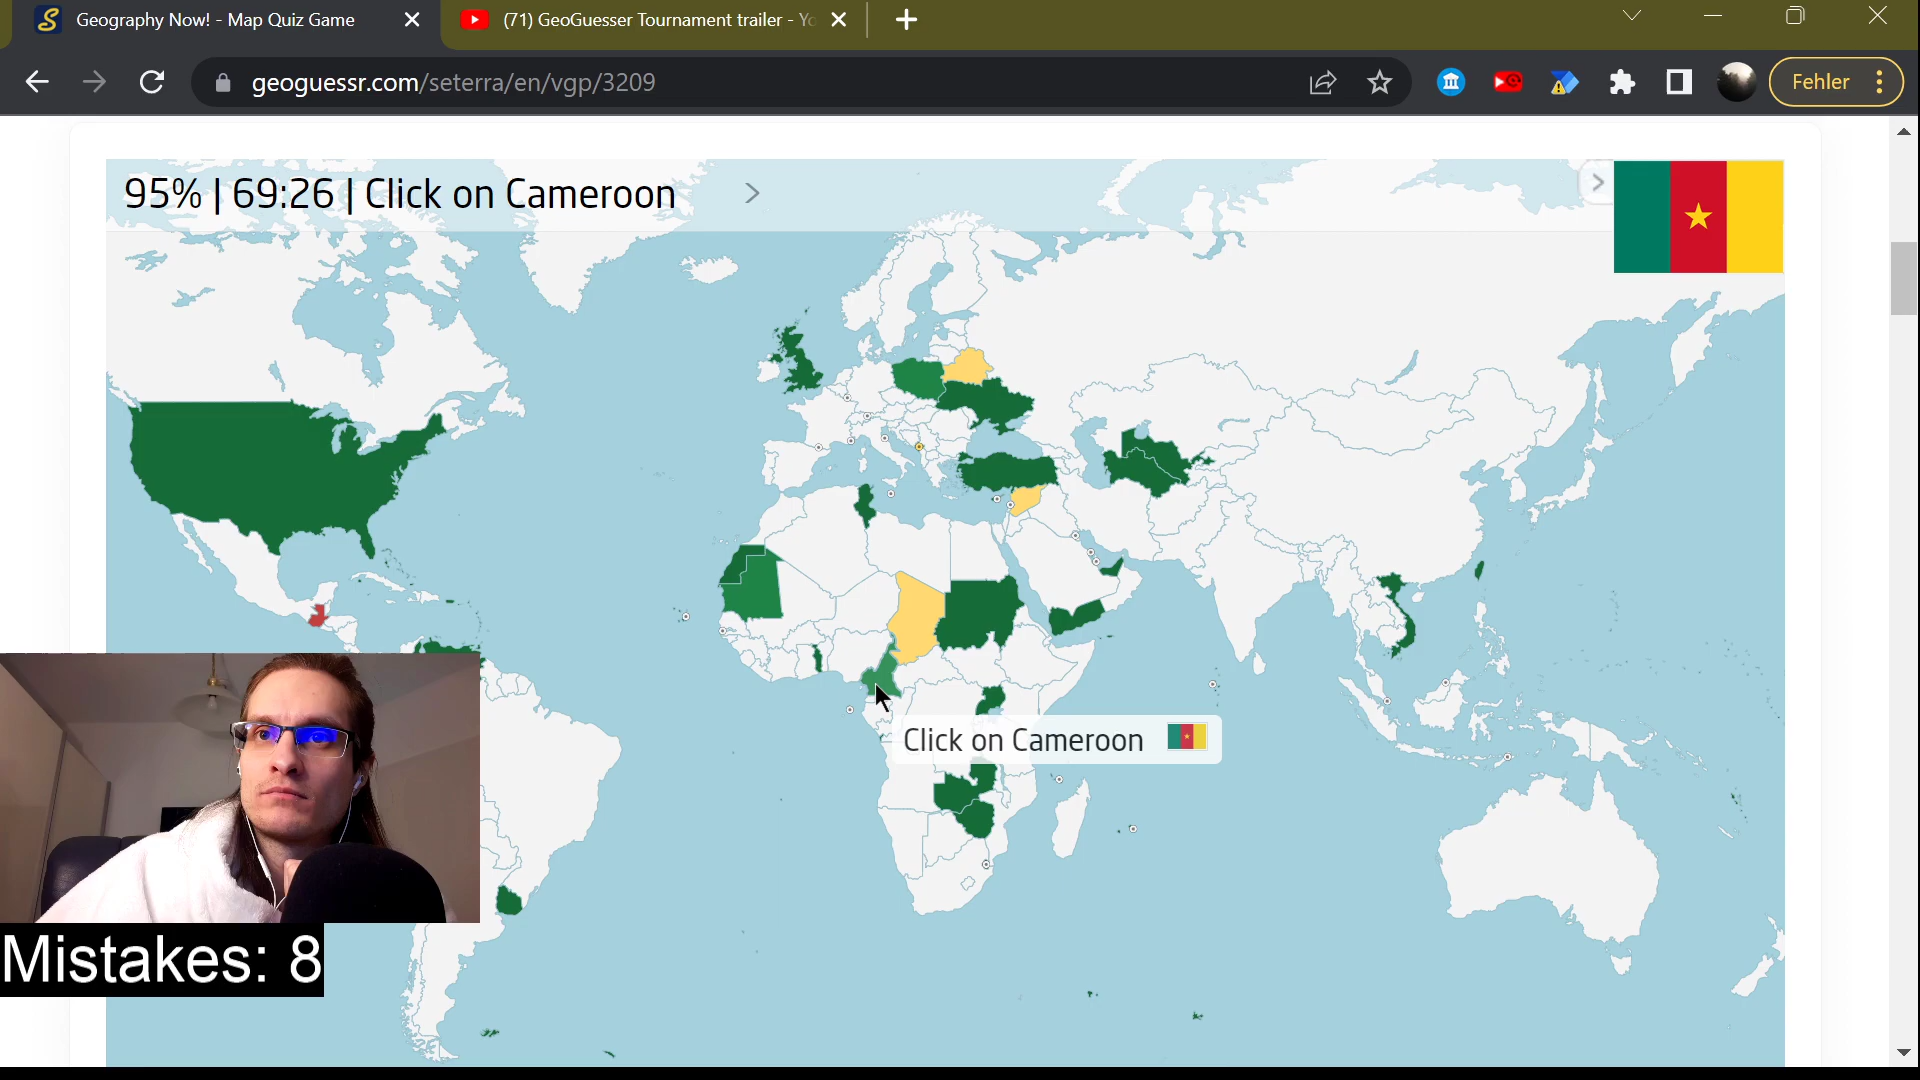 Geography Now! - Map Quiz Game
(71) GeoGuesser Tournament trailer - Yo
geoguessr.com/seterra/en/vgp/3209
Fehler
95% | 69:26 | Click on Cameroon
Click on Cameroon
Mistakes: 8